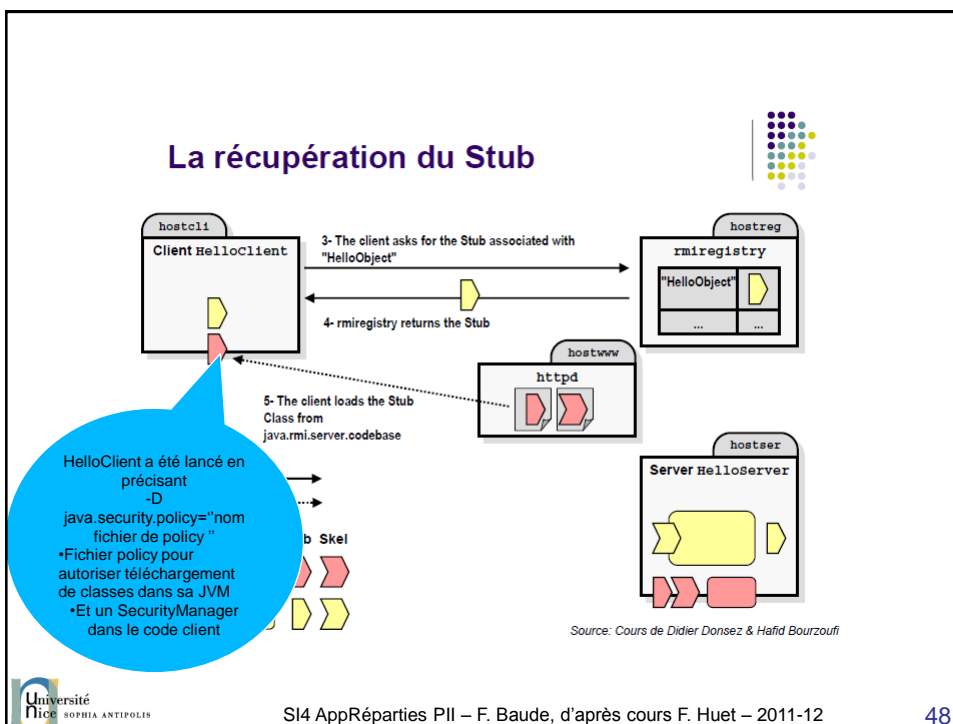 La récupération du Stub
hostcli
Client HelloClient
3- The client asks for the Stub associated with
"HelloObject"
4- rmiregistry returns the Stub
hostreg
rmiregistry
"HelloObject"
... ...
hostwww
httpd
5- The client loads the Stub
Class from
java.rmi.server.codebase
hostser
Server HelloServer
HelloClient a été lancé en
précisant
-D
java.security.policy=''nom
fichier de policy ''
•Fichier policy pour
autoriser téléchargement
de classes dans sa JVM
•Et un SecurityManager
dans le code client
b Skel
Source: Cours de Didier Donsez & Hafid Bourzoufi
Université
Nice SOPHIA ANTIPOLIS
SI4 AppRéparties PII – F. Baude, d'après cours F. Huet – 2011-12
48